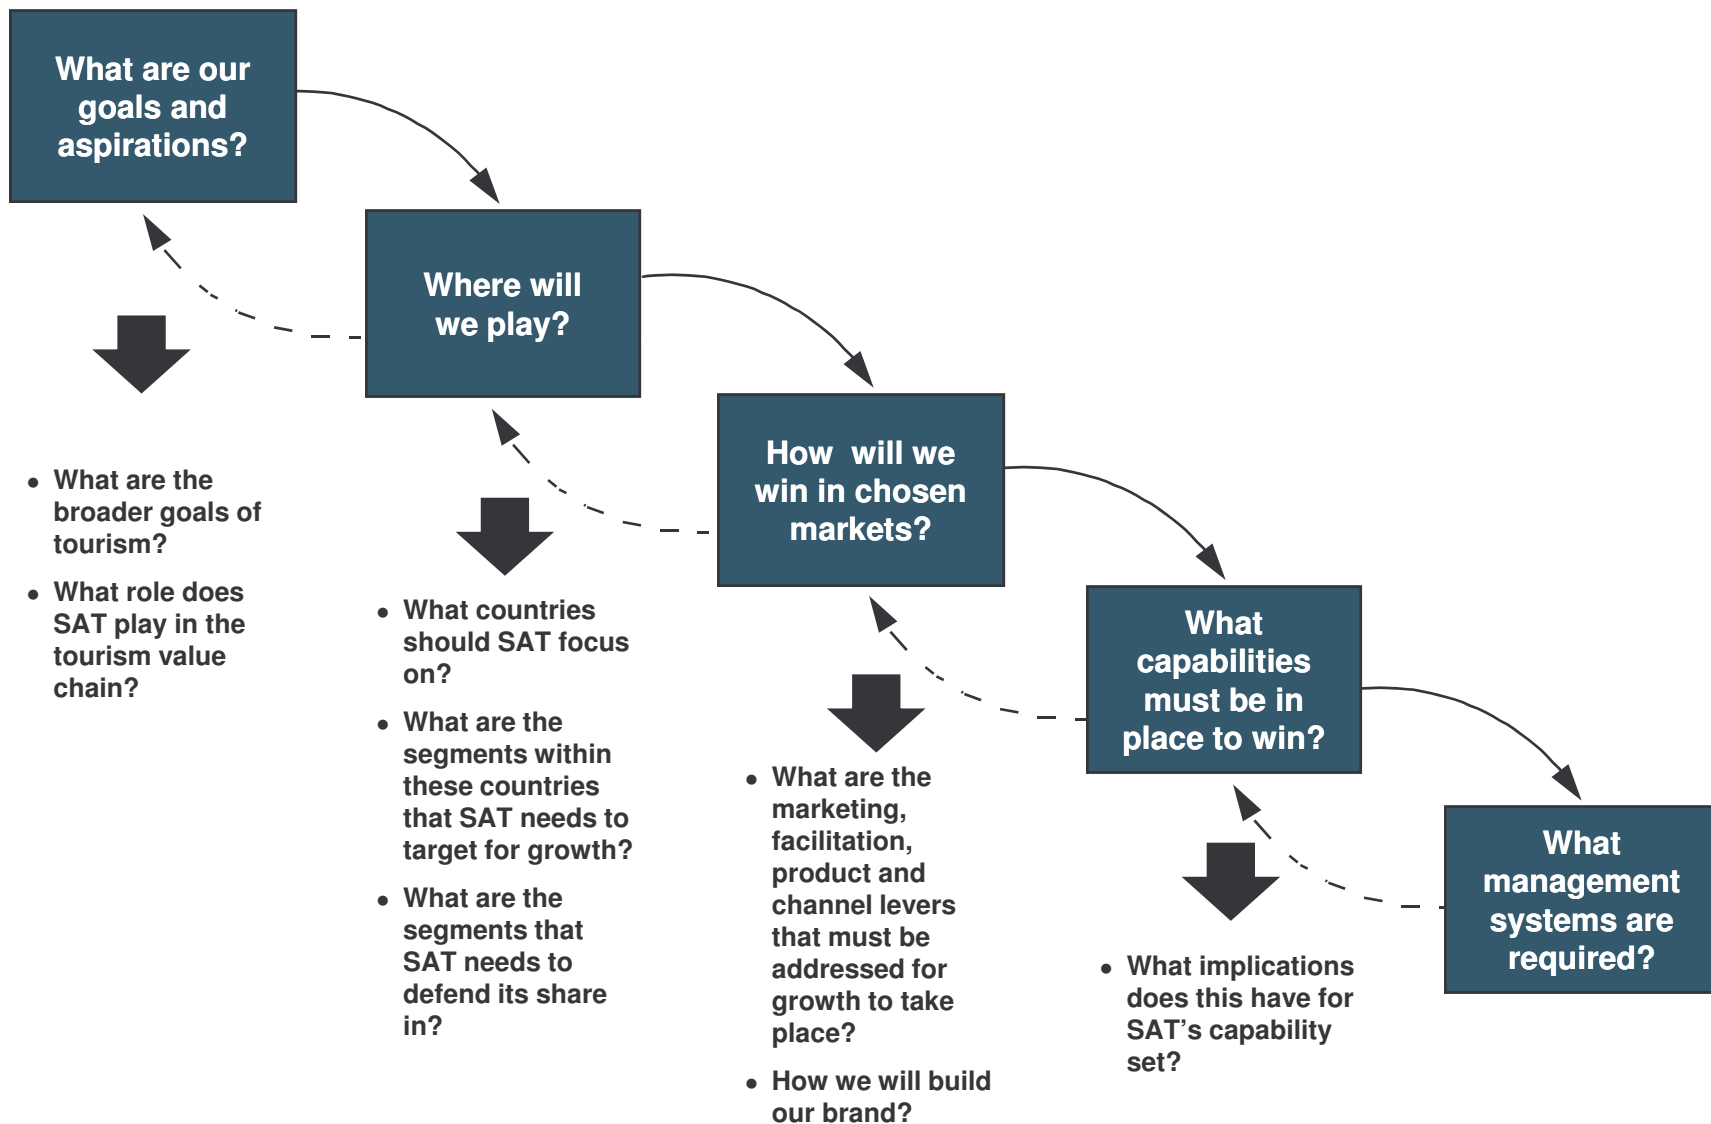 What are our
goals and
aspirations?
Where will
we play?
How will we
win in chosen
markets?
What
capabilities
must be in
place to win?
What
management
systems are
required?
• What are the
broader goals of
tourism?
• What role does
SAT play in the
tourism value
chain?
• What countries
should SAT focus
on?
• What are the
segments within
these countries
that SAT needs to
target for growth?
• What are the
segments that
SAT needs to
defend its share
in?
• What are the
marketing,
facilitation,
product and
channel levers
that must be
addressed for
growth to take
place?
• How we will build
our brand?
• What implications
does this have for
SAT’s capability
set?